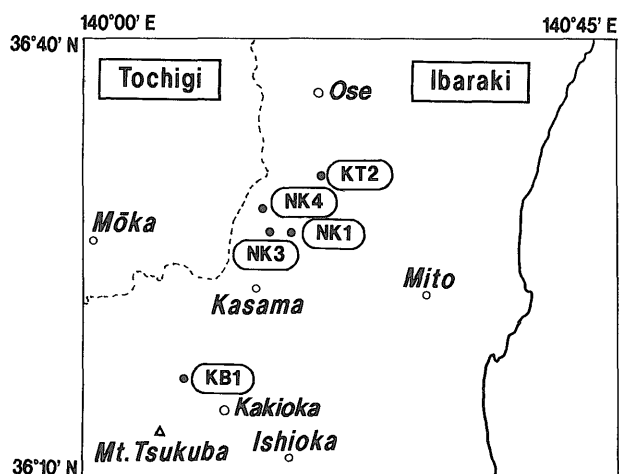 140°00' E
140°45' E
36°40' N
Tochigi
Ibaraki
Ose
KT2
NK4
Mōka
NK1
NK3
Kasama
Mito
KB1
Kakioka
Mt. Tsukuba
Ishioka
36°10' N